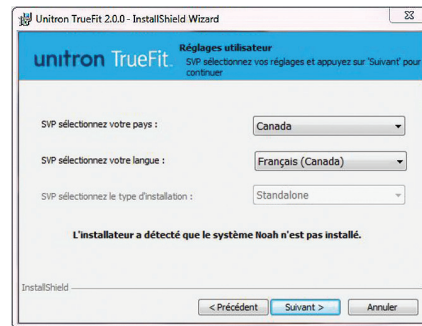 Unitron TrueFit 2.0.0 - InstallShield Wizard
unitron TrueFit.
Réglages utilisateur
SVP sélectionnez vos réglages et appuyez sur 'Suivant' pour
continuer
SVP sélectionnez votre pays :
Canada
SVP sélectionnez votre langue :
Français (Canada)
SVP sélectionnez le type d'installation :
Standalone
L'installateur a détecté que le système Noah n'est pas installé.
InstallShield
< Précédent
Suivant >
Annuler